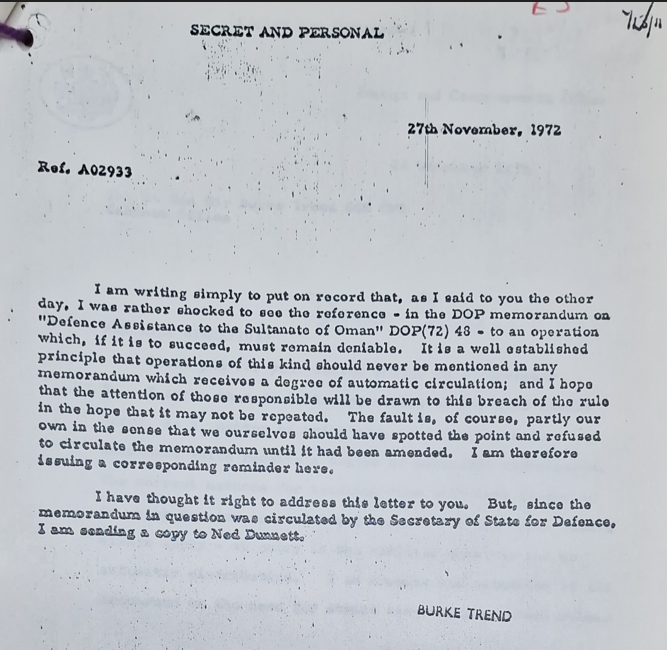 SECRET AND PERSONAL
27th November, 1972
Ref. A02933
I am writing simply to put on record that, as I said to you the other
day, I was rather shocked to see the reference - in the DOP memorandum on
"Defence Assistance to the Sultanate of Oman" DOP(72) 48 - to an operation
which, if it is to succeed, must remain deniable. It is a well established
principle that operations of this kind should never be mentioned in any
memorandum which receives a degree of automatic circulation; and I hope
that the attention of those responsible will be drawn to this breach of the rule
in the hope that it may not be repeated. The fault is, of course, partly our
own in the sense that we ourselves should have spotted the point and refused
to circulate the memorandum until it had been amended. I am therefore
issuing a corresponding reminder here.
I have thought it right to address this letter to you. But, since the
memorandum in question was circulated by the Secretary of State for Defence,
I am sending a copy to Ned Dunnett.
BURKE TREND